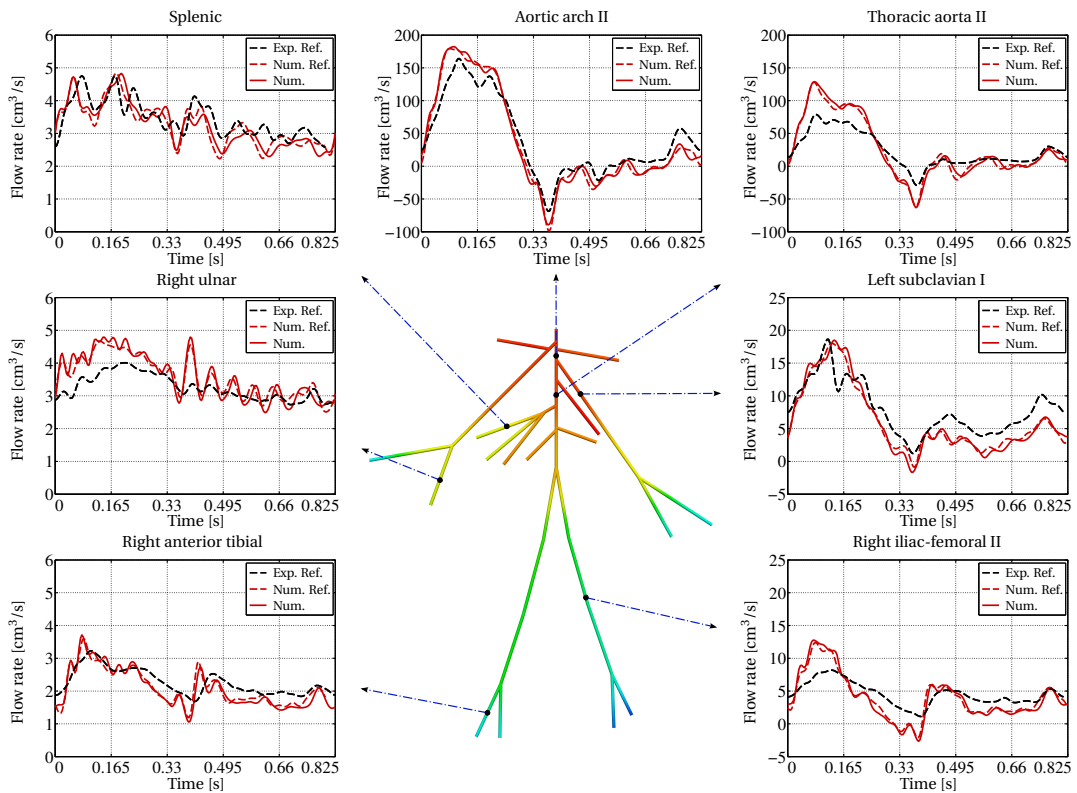 Splenic
6
5
4
3
2
1
0
Flow rate [cm³/s]
Exp. Ref.
Num. Ref.
Num.
0 0.165 0.33 0.495 0.66 0.825
Time [s]
Aortic arch II
200
150
100
50
0
−50
−100
Flow rate [cm³/s]
Exp. Ref.
Num. Ref.
Num.
0 0.165 0.33 0.495 0.66 0.825
Time [s]
Thoracic aorta II
200
150
100
50
0
−50
−100
Flow rate [cm³/s]
Exp. Ref.
Num. Ref.
Num.
0 0.165 0.33 0.495 0.66 0.825
Time [s]
Right ulnar
6
5
4
3
2
1
0
Flow rate [cm³/s]
Exp. Ref.
Num. Ref.
Num.
0 0.165 0.33 0.495 0.66 0.825
Time [s]
Left subclavian I
25
20
15
10
5
0
−5
Flow rate [cm³/s]
Exp. Ref.
Num. Ref.
Num.
0 0.165 0.33 0.495 0.66 0.825
Time [s]
Right anterior tibial
6
5
4
3
2
1
0
Flow rate [cm³/s]
Exp. Ref.
Num. Ref.
Num.
0 0.165 0.33 0.495 0.66 0.825
Time [s]
Right iliac-femoral II
25
20
15
10
5
0
−5
Flow rate [cm³/s]
Exp. Ref.
Num. Ref.
Num.
0 0.165 0.33 0.495 0.66 0.825
Time [s]